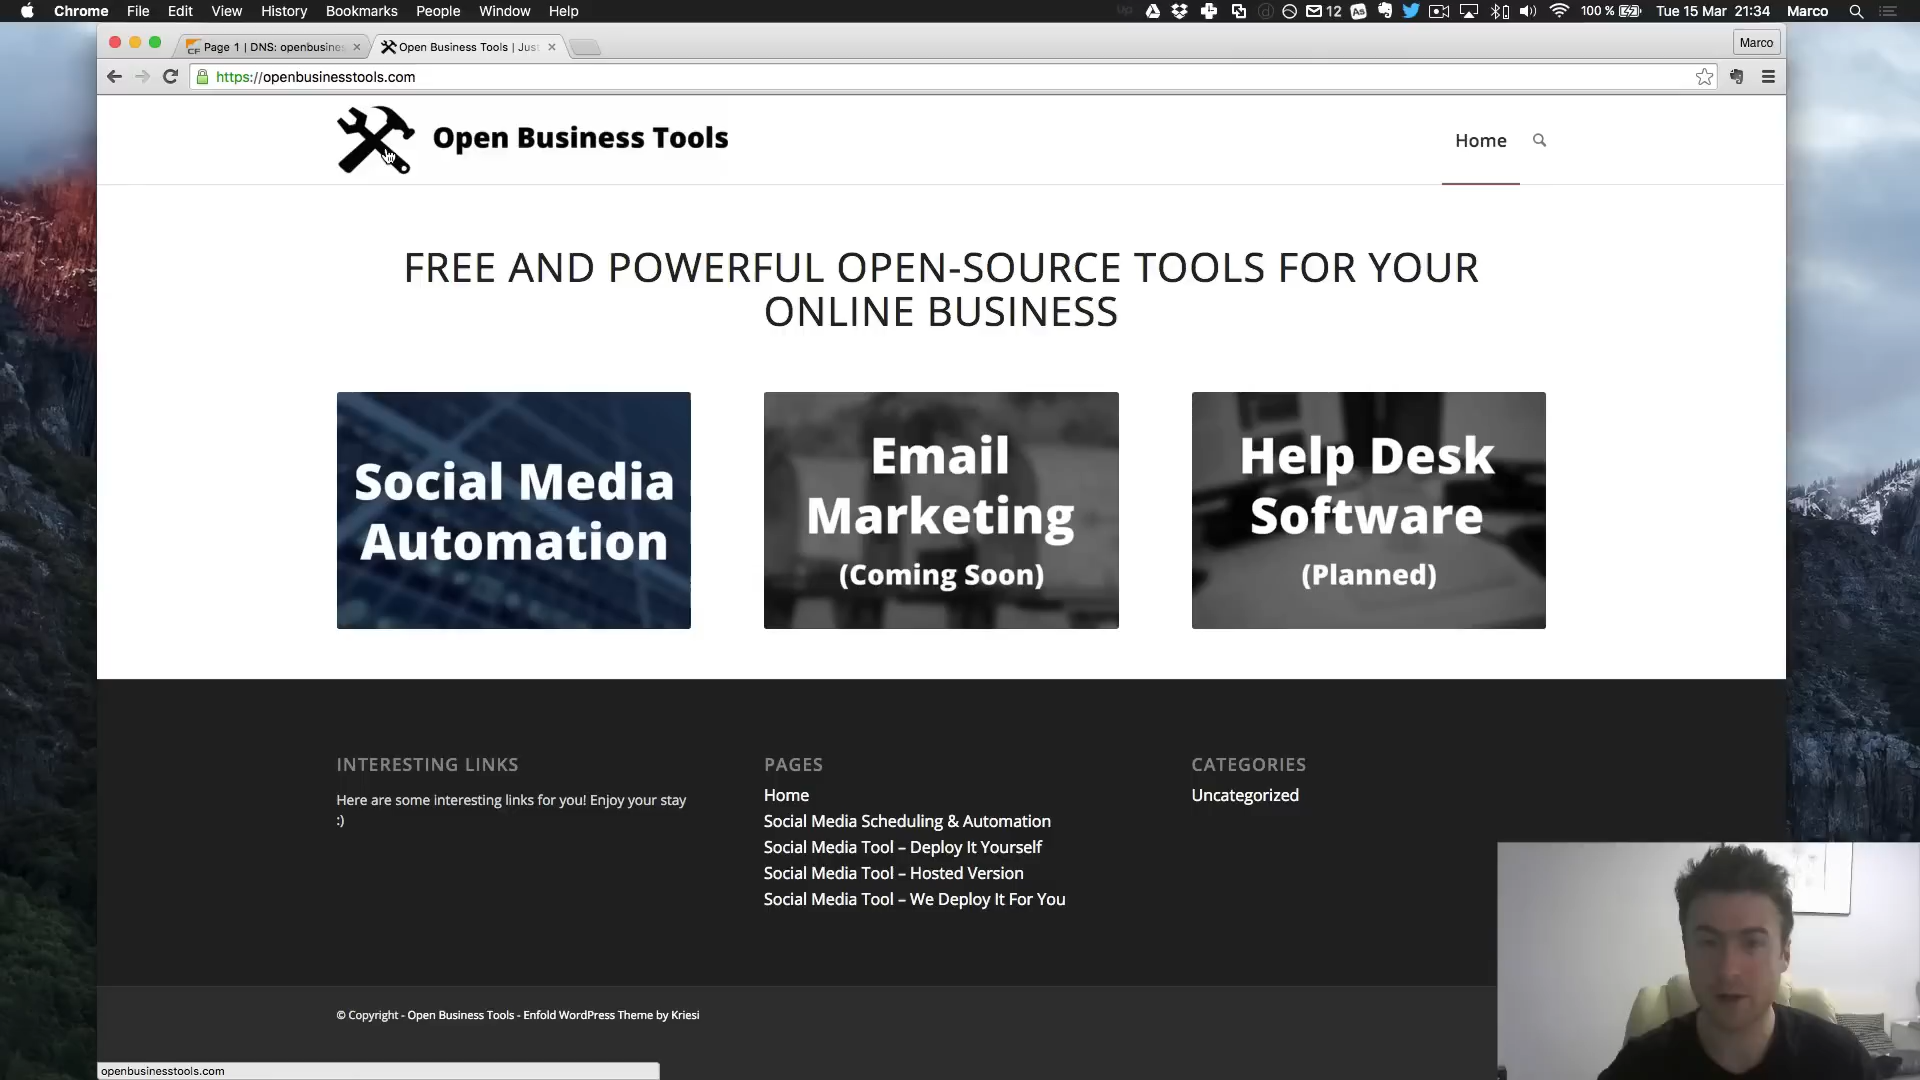 Chrome File Edit View History Bookmarks People Window Help 12 100 % Tue 15 Mar 21:34 Marco
Page 1 | DNS: openbusines
Open Business Tools | Just
Marco
https://openbusinesstools.com
Open Business Tools
Home
FREE AND POWERFUL OPEN-SOURCE TOOLS FOR YOUR
ONLINE BUSINESS
Social Media
Automation
Email
Marketing
(Coming Soon)
Help Desk
Software
(Planned)
INTERESTING LINKS
Here are some interesting links for you! Enjoy your stay
:)
PAGES
Home
Social Media Scheduling & Automation
Social Media Tool – Deploy It Yourself
Social Media Tool – Hosted Version
Social Media Tool – We Deploy It For You
CATEGORIES
Uncategorized
© Copyright - Open Business Tools - Enfold WordPress Theme by Kriesi
openbusinesstools.com